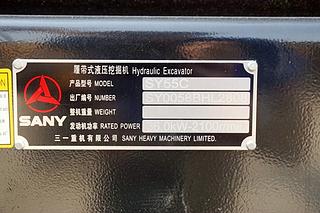 履带式液压挖掘机 Hydraulic Excavator
产品型号 MODEL SY65C
出厂编号 NUMBER
整机重量 WEIGHT
发动机功率 RATED POWER
SANY
三一重机有限公司 SANY HEAVY MACHINERY LIMITED.